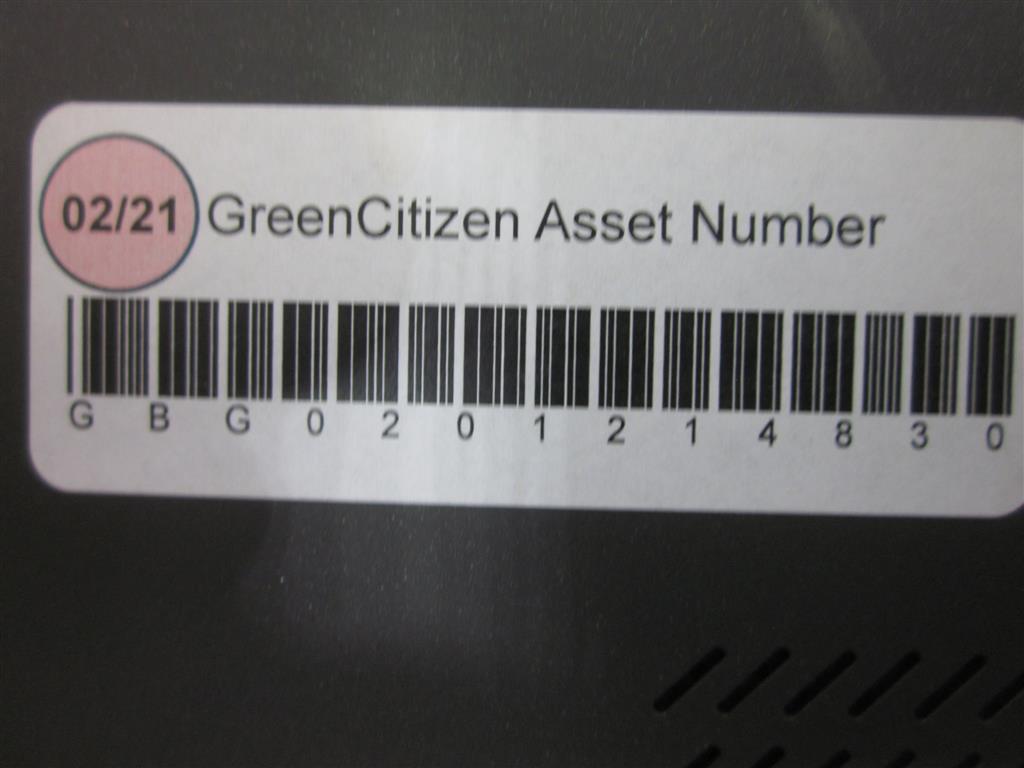 02/21 GreenCitizen Asset Number
G B G 0 2 0 1 2 1 4 8 3 0